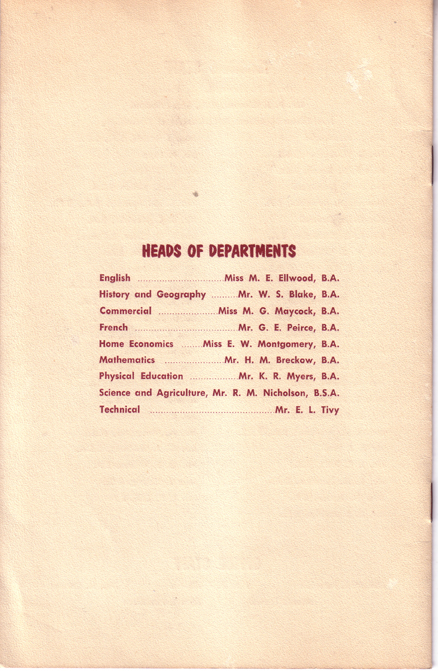 HEADS OF DEPARTMENTS
English ........................Miss M. E. Ellwood, B.A.
History and Geography ........Mr. W. S. Blake, B.A.
Commercial .................Miss M. G. Maycock, B.A.
French ..............................Mr. G. E. Peirce, B.A.
Home Economics ......Miss E. W. Montgomery, B.A.
Mathematics .................Mr. H. M. Breckow, B.A.
Physical Education ..............Mr. K. R. Myers, B.A.
Science and Agriculture, Mr. R. M. Nicholson, B.S.A.
Technical .....................................Mr. E. L. Tivy